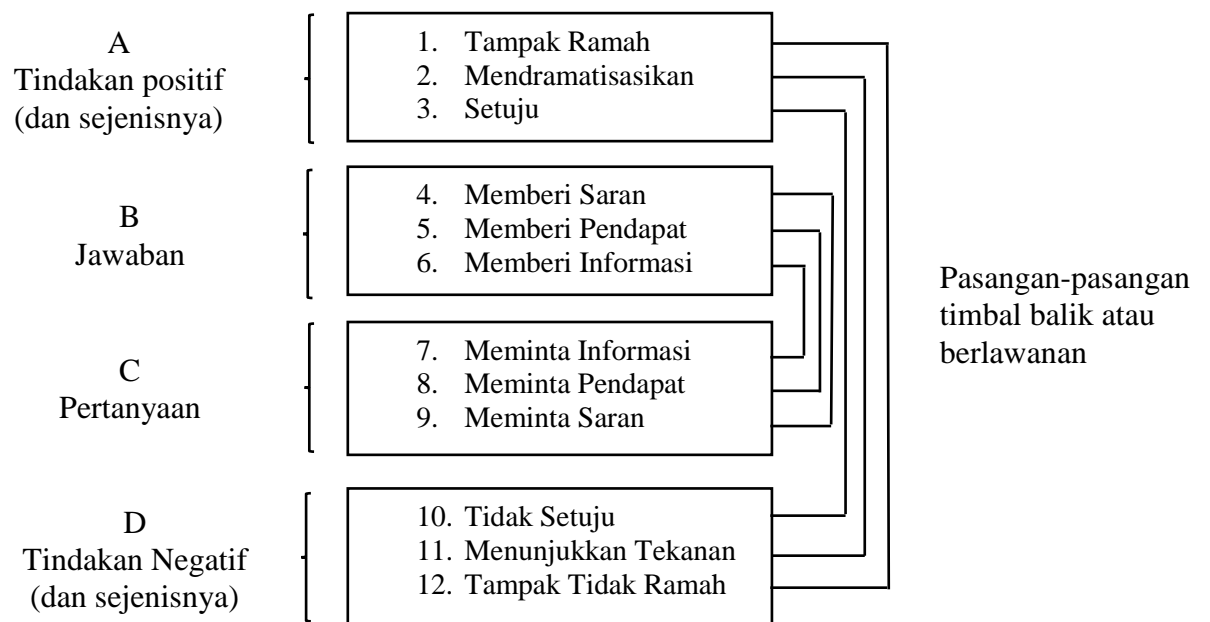 A
Tindakan positif
(dan sejenisnya)
1. Tampak Ramah
2. Mendramatisasikan
3. Setuju
B
Jawaban
4. Memberi Saran
5. Memberi Pendapat
6. Memberi Informasi
C
Pertanyaan
7. Meminta Informasi
8. Meminta Pendapat
9. Meminta Saran
D
Tindakan Negatif
(dan sejenisnya)
10. Tidak Setuju
11. Menunjukkan Tekanan
12. Tampak Tidak Ramah
Pasangan-pasangan
timbal balik atau
berlawanan